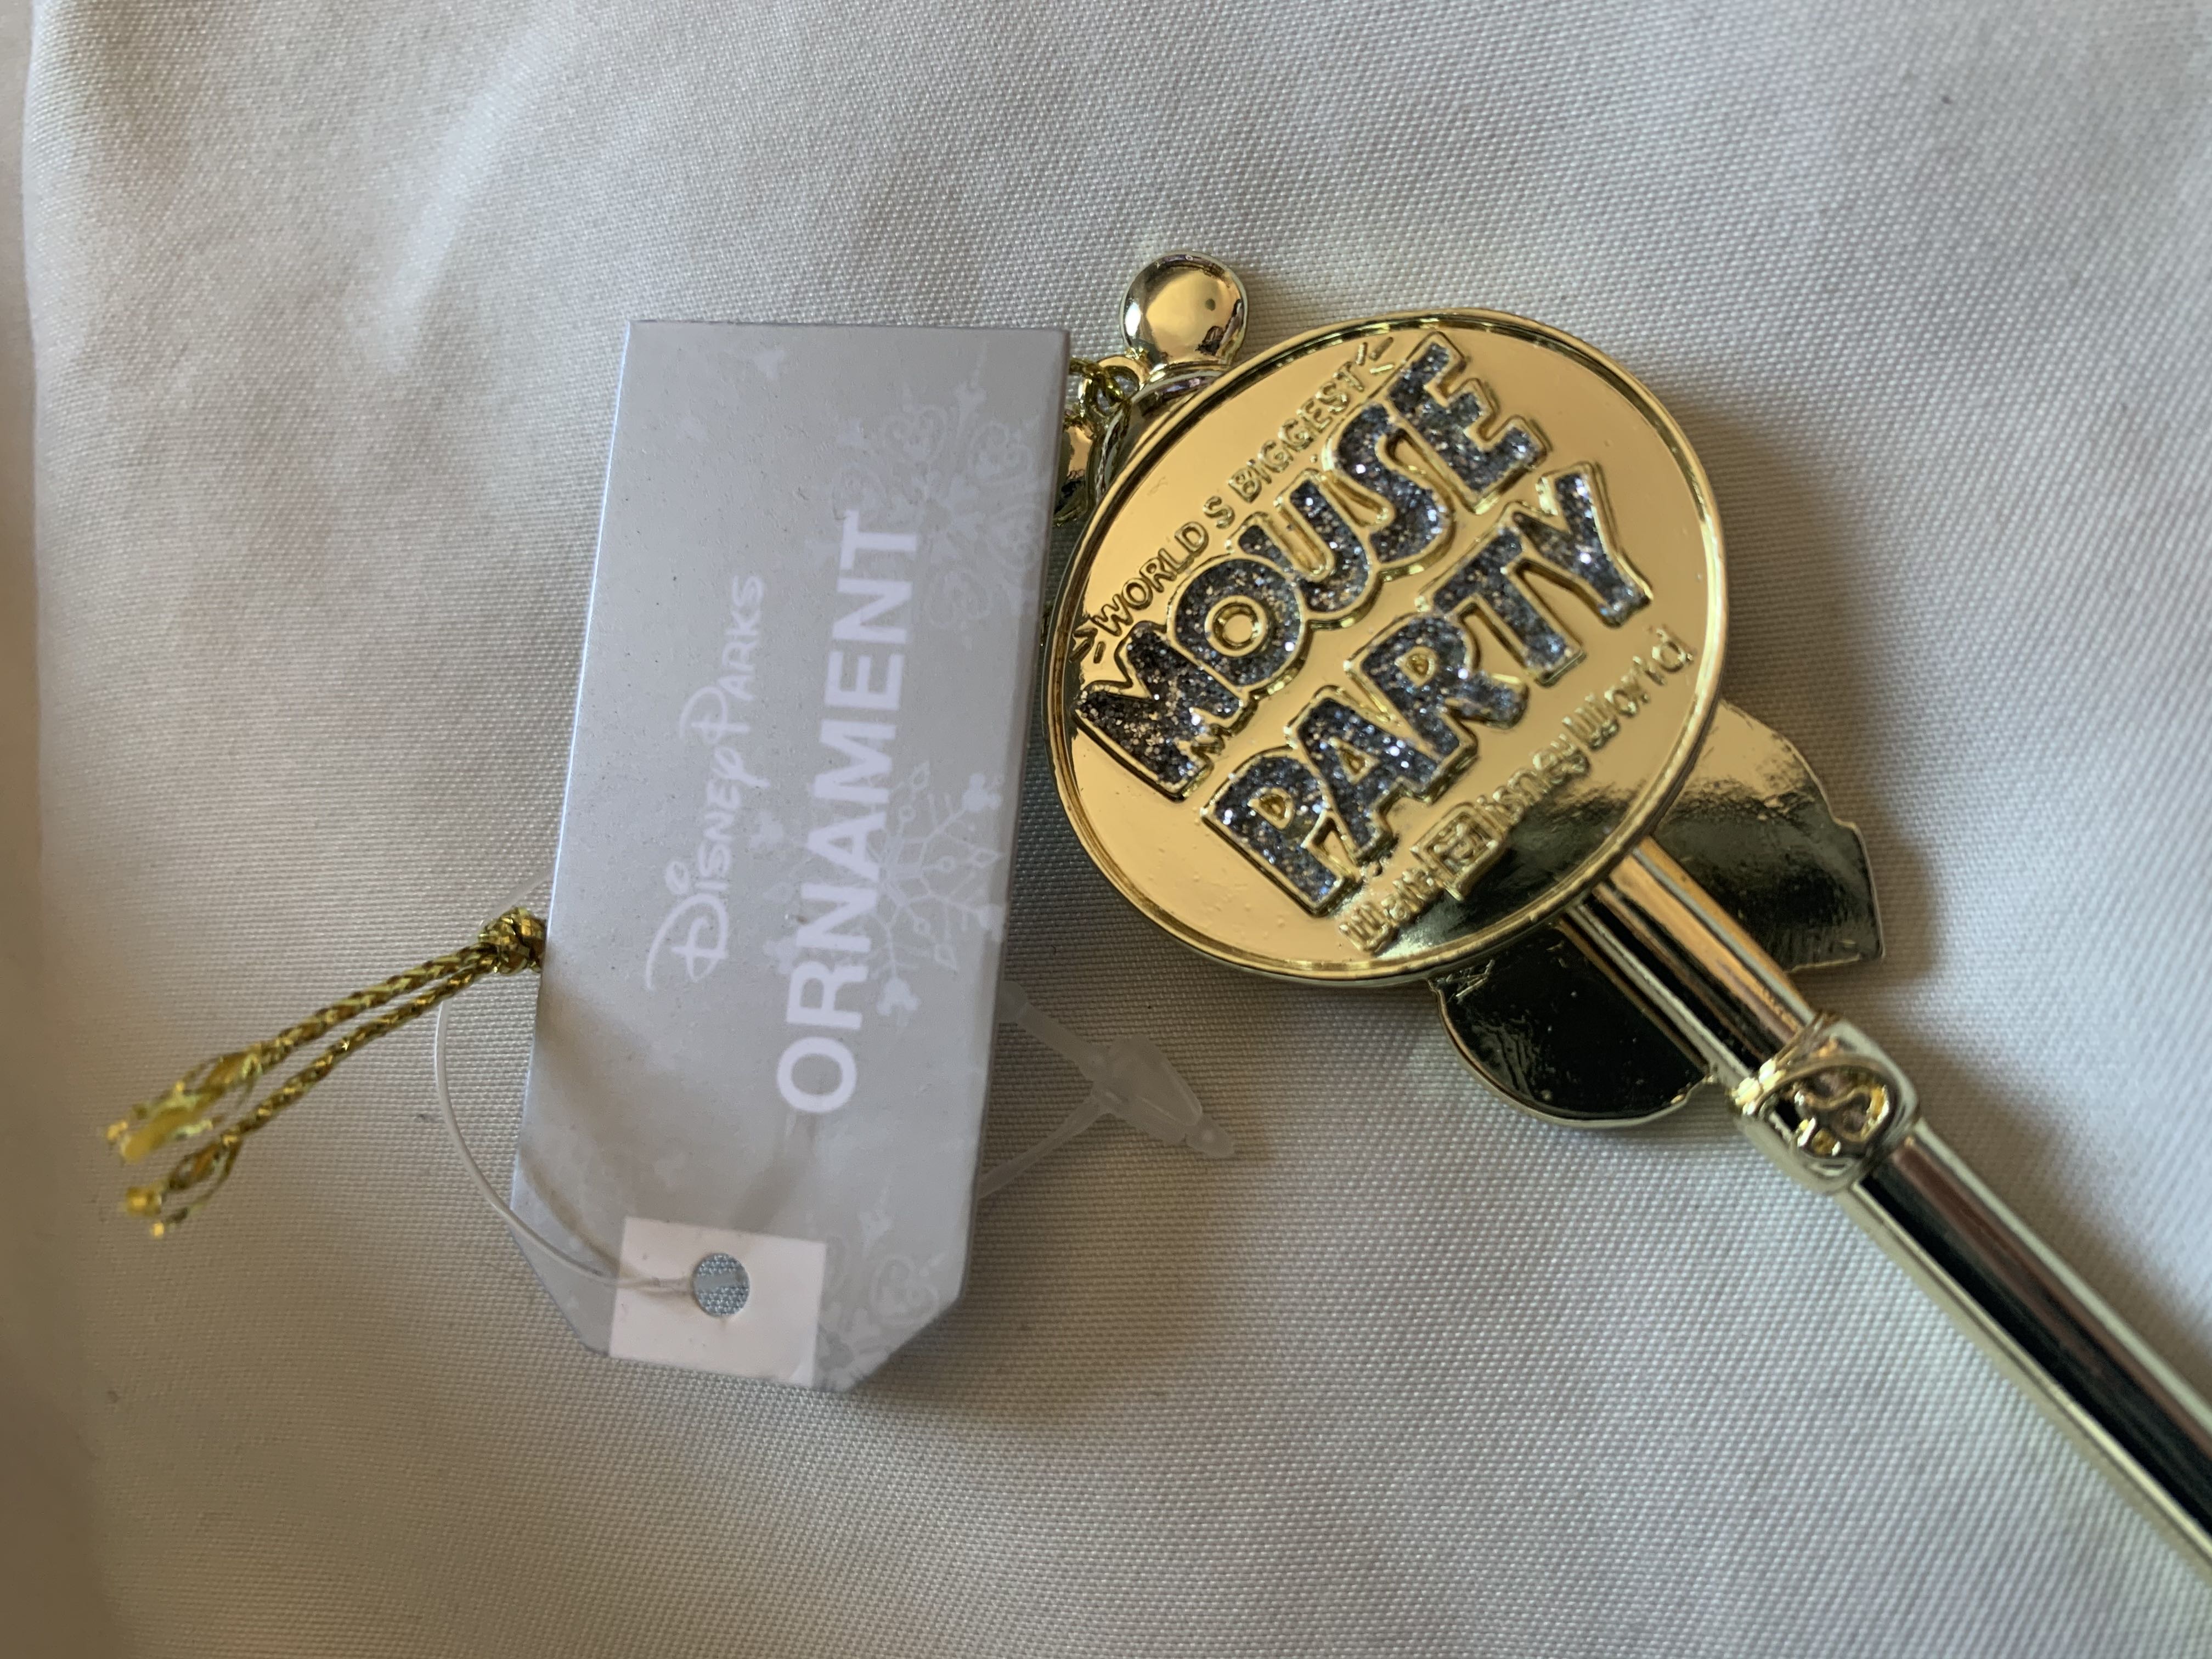 Disney Parks
ORNAMENT
WORLD'S BIGGEST
MOUSE
PARTY
Walt Disney World